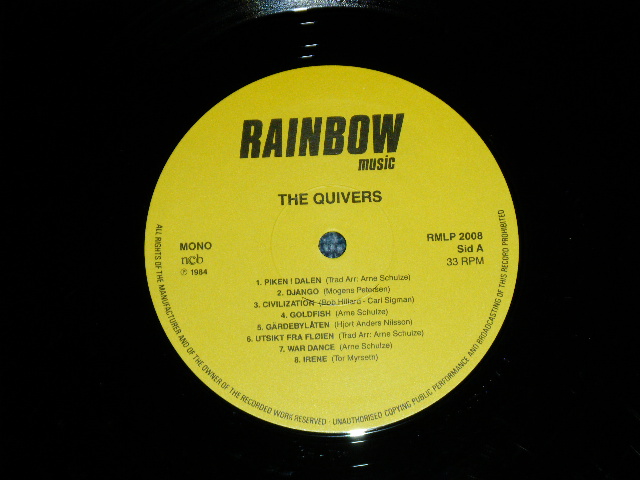 RAINBOW
music
THE QUIVERS
MONO
ncb
℗ 1984
RMLP 2008
Sid A
33 RPM
1. PIKEN I DALEN (Trad Arr: Arne Schulze)
2. DJANGO (Mogens Petersen)
3. CIVILIZATION (Bob Hillard - Carl Sigman)
4. GOLDFISH (Arne Schulze)
5. GÄRDEBYLÅTEN (Hjort Anders Nilsson)
6. UTSIKT FRA FLØIEN (Trad Arr: Arne Schulze)
7. WAR DANCE (Arne Schulze)
8. IRENE (Tor Myrseth)
ALL RIGHTS OF THE MANUFACTURER AND OF THE OWNER OF THE RECORDED WORK RESERVED · UNAUTHORISED COPYING PUBLIC PERFORMANCE AND BROADCASTING OF THIS RECORD PROHIBITED